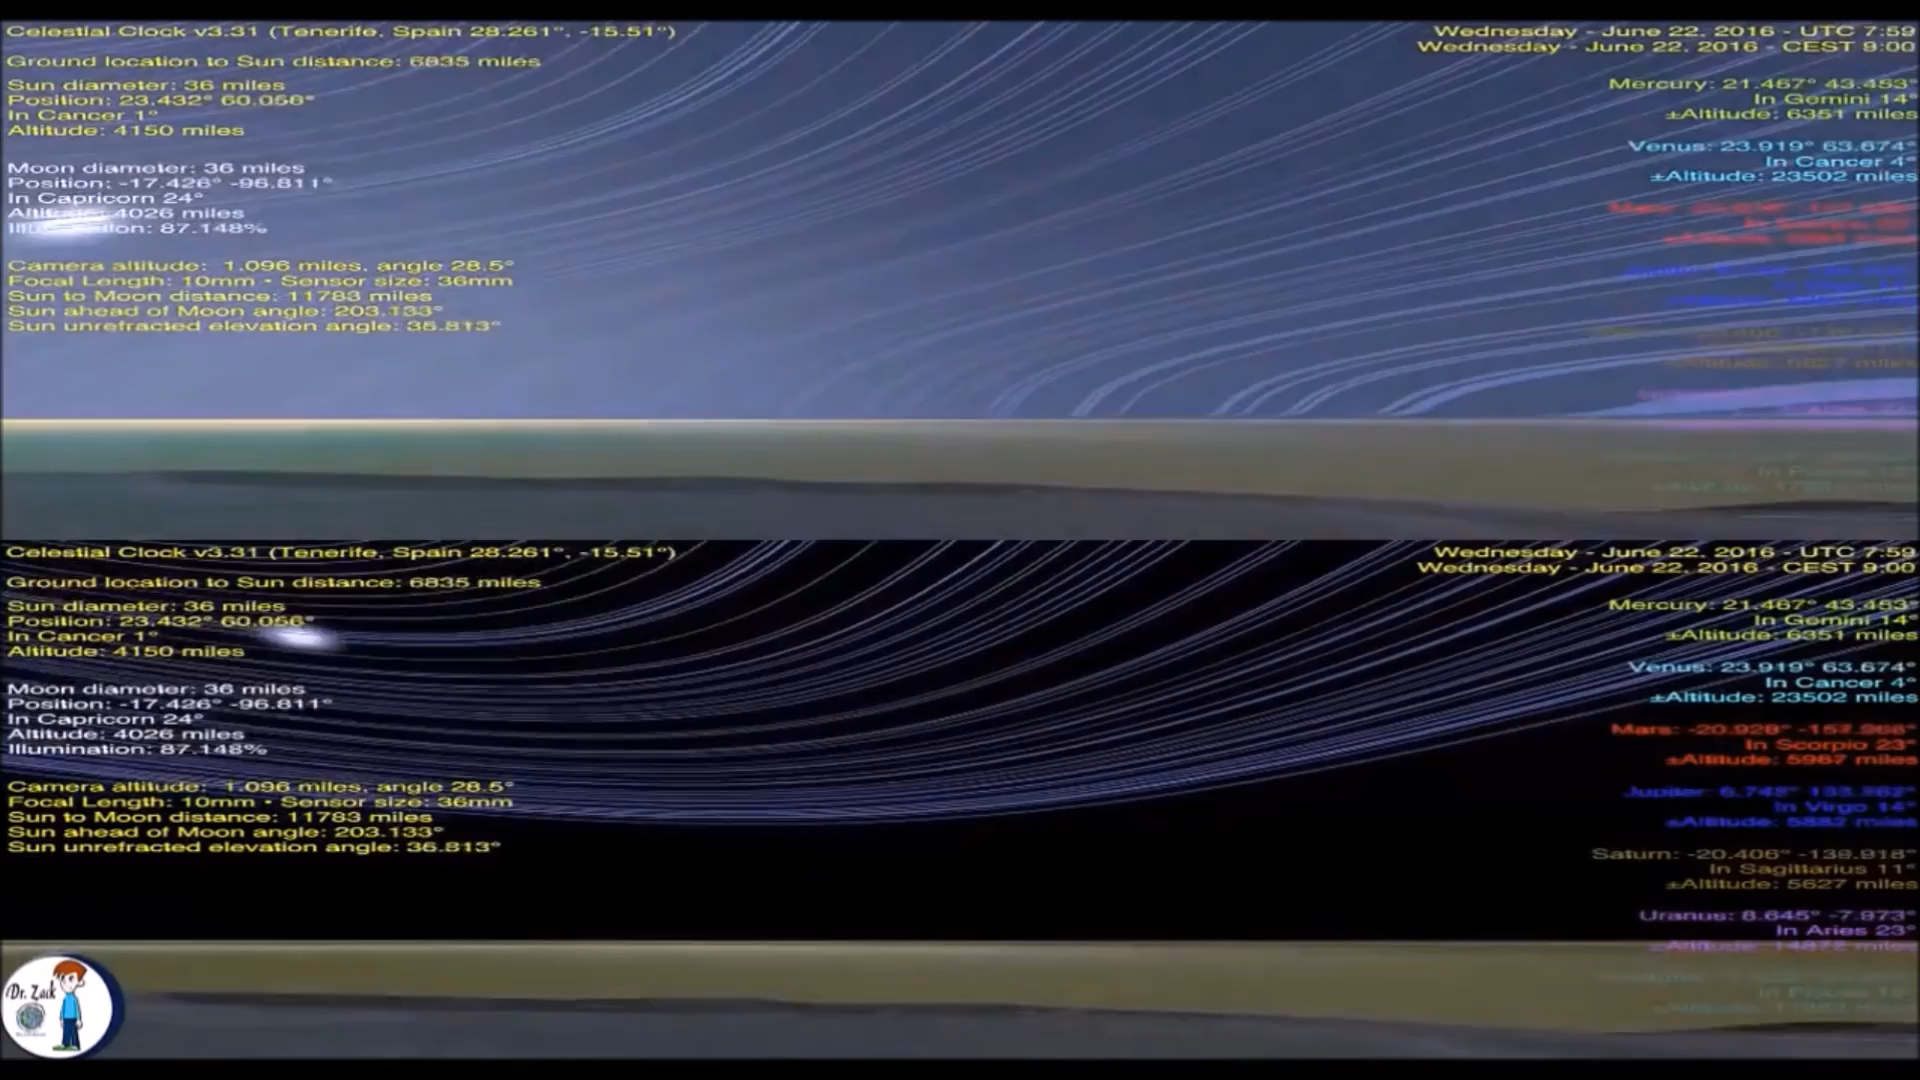 Celestial Clock v3.31 (Tenerife, Spain 28.261°, -15.51°)
Ground location to Sun distance: 6835 miles
Sun diameter: 36 miles
Position: 23.432° 60.056°
In Cancer 1°
Altitude: 4150 miles
Moon diameter: 36 miles
Position: -17.426° -96.811°
In Capricorn 24°
Altitude: 4026 miles
Illumination: 87.148%
Camera altitude: 1.096 miles, angle 28.5°
Focal Length: 10mm • Sensor size: 36mm
Sun to Moon distance: 11783 miles
Sun ahead of Moon angle: 203.133°
Sun unrefracted elevation angle: 35.813°
Wednesday - June 22, 2016 - UTC 7:59
Wednesday - June 22, 2016 - CEST 9:00
Mercury: 21.467° 43.453°
In Gemini 14°
±Altitude: 6351 miles
Venus: 23.919° 63.674°
In Cancer 4°
±Altitude: 23502 miles
Celestial Clock v3.31 (Tenerife, Spain 28.261°, -15.51°)
Ground location to Sun distance: 6835 miles
Sun diameter: 36 miles
Position: 23.432° 60.056°
In Cancer 1°
Altitude: 4150 miles
Moon diameter: 36 miles
Position: -17.426° -96.811°
In Capricorn 24°
Altitude: 4026 miles
Illumination: 87.148%
Camera altitude: 1.096 miles, angle 28.5°
Focal Length: 10mm • Sensor size: 36mm
Sun to Moon distance: 11783 miles
Sun ahead of Moon angle: 203.133°
Sun unrefracted elevation angle: 35.813°
Wednesday - June 22, 2016 - UTC 7:59
Wednesday - June 22, 2016 - CEST 9:00
Mercury: 21.467° 43.453°
In Gemini 14°
±Altitude: 6351 miles
Venus: 23.919° 63.674°
In Cancer 4°
±Altitude: 23502 miles
Mars: -20.928°
In Scorpio 23°
±Altitude: 5967 miles
Jupiter: 6.745°
In Virgo 14°
±Altitude: 5882 miles
Saturn: -20.406° -139.918°
In Sagittarius 11°
±Altitude: 5627 miles
Uranus: 8.645° -7.973°
In Aries 23°
±Altitude: 14872 miles
Dr. Zack